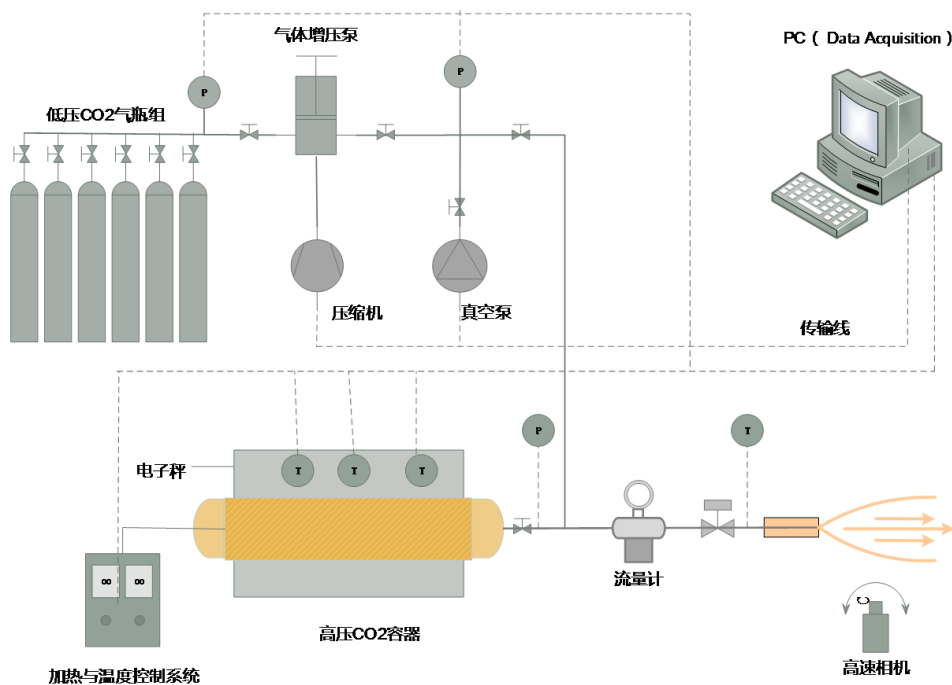 气体增压泵
PC（ Data Acquisition）
P
P
低压CO2气瓶组
压缩机
真空泵
传输线
P
T
电子秤
T
T
T
流量计
∞
∞
高压CO2容器
C
加热与温度控制系统
高速相机